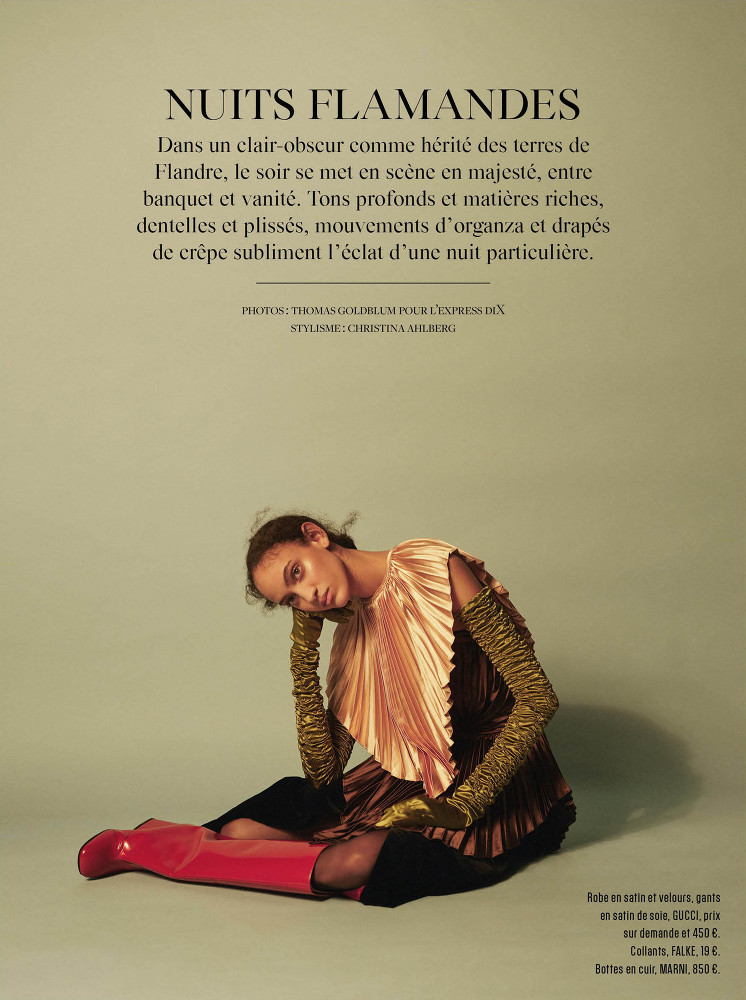 NUITS FLAMANDES
Dans un clair-obscur comme hérité des terres de
Flandre, le soir se met en scène en majesté, entre
banquet et vanité. Tons profonds et matières riches,
dentelles et plissés, mouvements d’organza et drapés
de crêpe subliment l’éclat d’une nuit particulière.
PHOTOS : THOMAS GOLDBLUM POUR L’EXPRESS DIX
STYLISME : CHRISTINA AHLBERG
Robe en satin et velours, gants
en satin de soie, GUCCI, prix
sur demande et 450 €.
Collants, FALKE, 19 €.
Bottes en cuir, MARNI, 850 €.